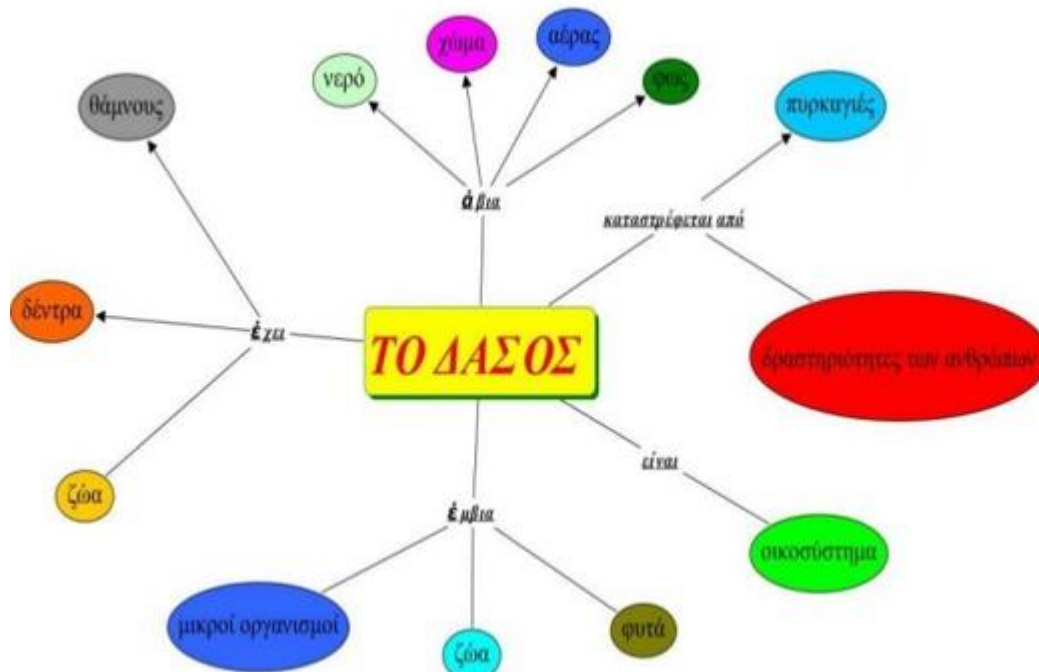 χώμα
αέρας
νερό
φως
θάμνους
πυρκαγιές
άβια
καταστρέφεται από
δέντρα
έχει
ΤΟ ΔΑΣΟΣ
δραστηριότητες των ανθρώπων
είναι
ζώα
έμβια
οικοσύστημα
μικροί οργανισμοί
φυτά
ζώα